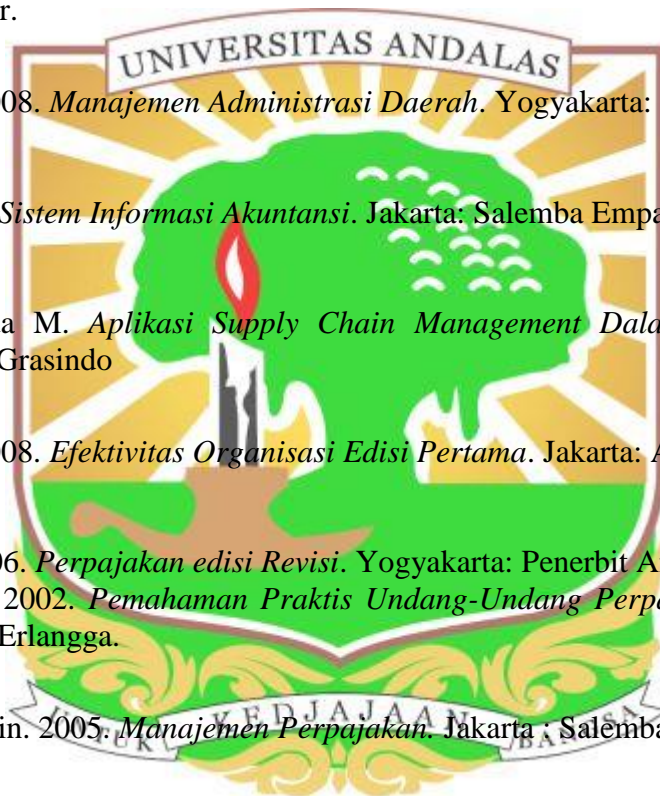 r.
UNIVERSITAS ANDALAS
08. Manajemen Administrasi Daerah. Yogyakarta:
Sistem Informasi Akuntansi. Jakarta: Salemba Empa
a M. Aplikasi Supply Chain Management Dala
Grasindo
08. Efektivitas Organisasi Edisi Pertama. Jakarta: A
06. Perpajakan edisi Revisi. Yogyakarta: Penerbit A
2002. Pemahaman Praktis Undang-Undang Perpa
Erlangga.
in. 2005. Manajemen Perpajakan. Jakarta : Salemba
UNTUK KEDJAJAAN BANGSA